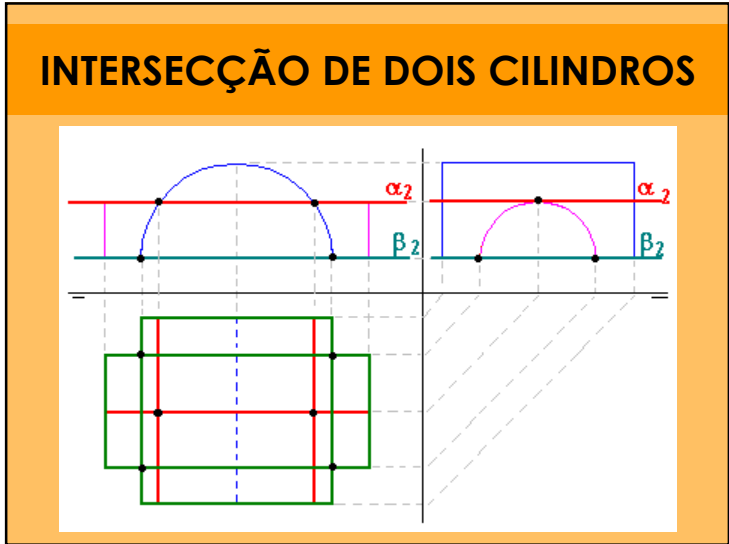 INTERSECÇÃO DE DOIS CILINDROS
α₂ α₂
β₂ β₂